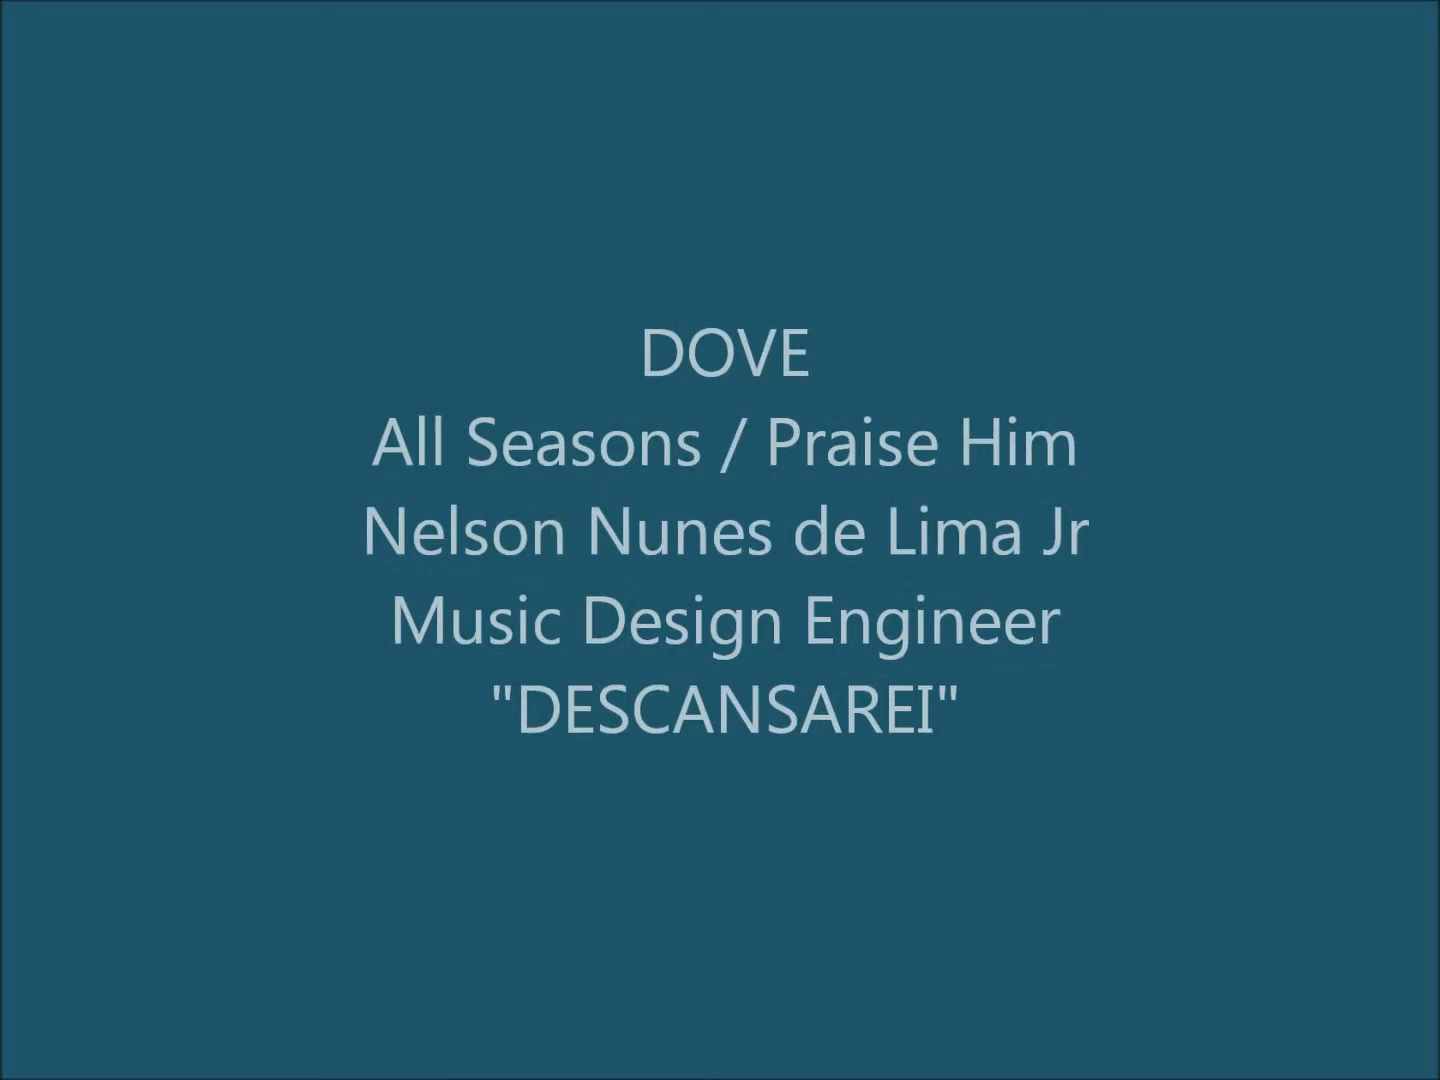 DOVE
All Seasons / Praise Him
Nelson Nunes de Lima Jr
Music Design Engineer
"DESCANSAREI"